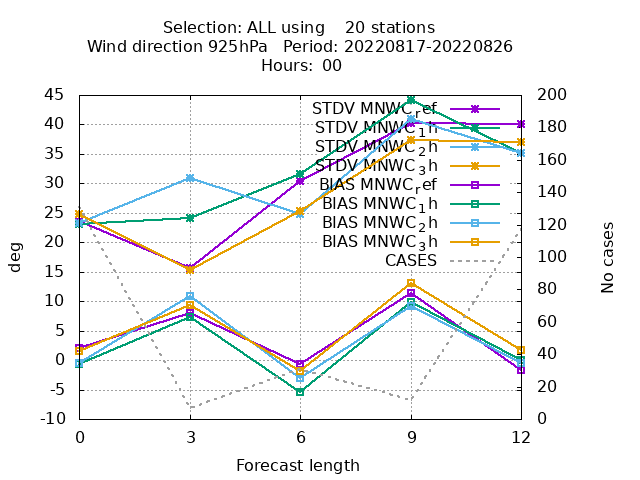 Selection: ALL using 20 stations
Wind direction 925hPa Period: 20220817-20220826
Hours: 00
45
40
35
30
25
20
15
10
5
0
-5
-10
deg
200
180
160
140
120
100
80
60
40
20
0
No cases
STDV MNWC_ref
STDV MNWC_1h
STDV MNWC_2h
STDV MNWC_3h
BIAS MNWC_ref
BIAS MNWC_1h
BIAS MNWC_2h
BIAS MNWC_3h
CASES
0 3 6 9 12
Forecast length